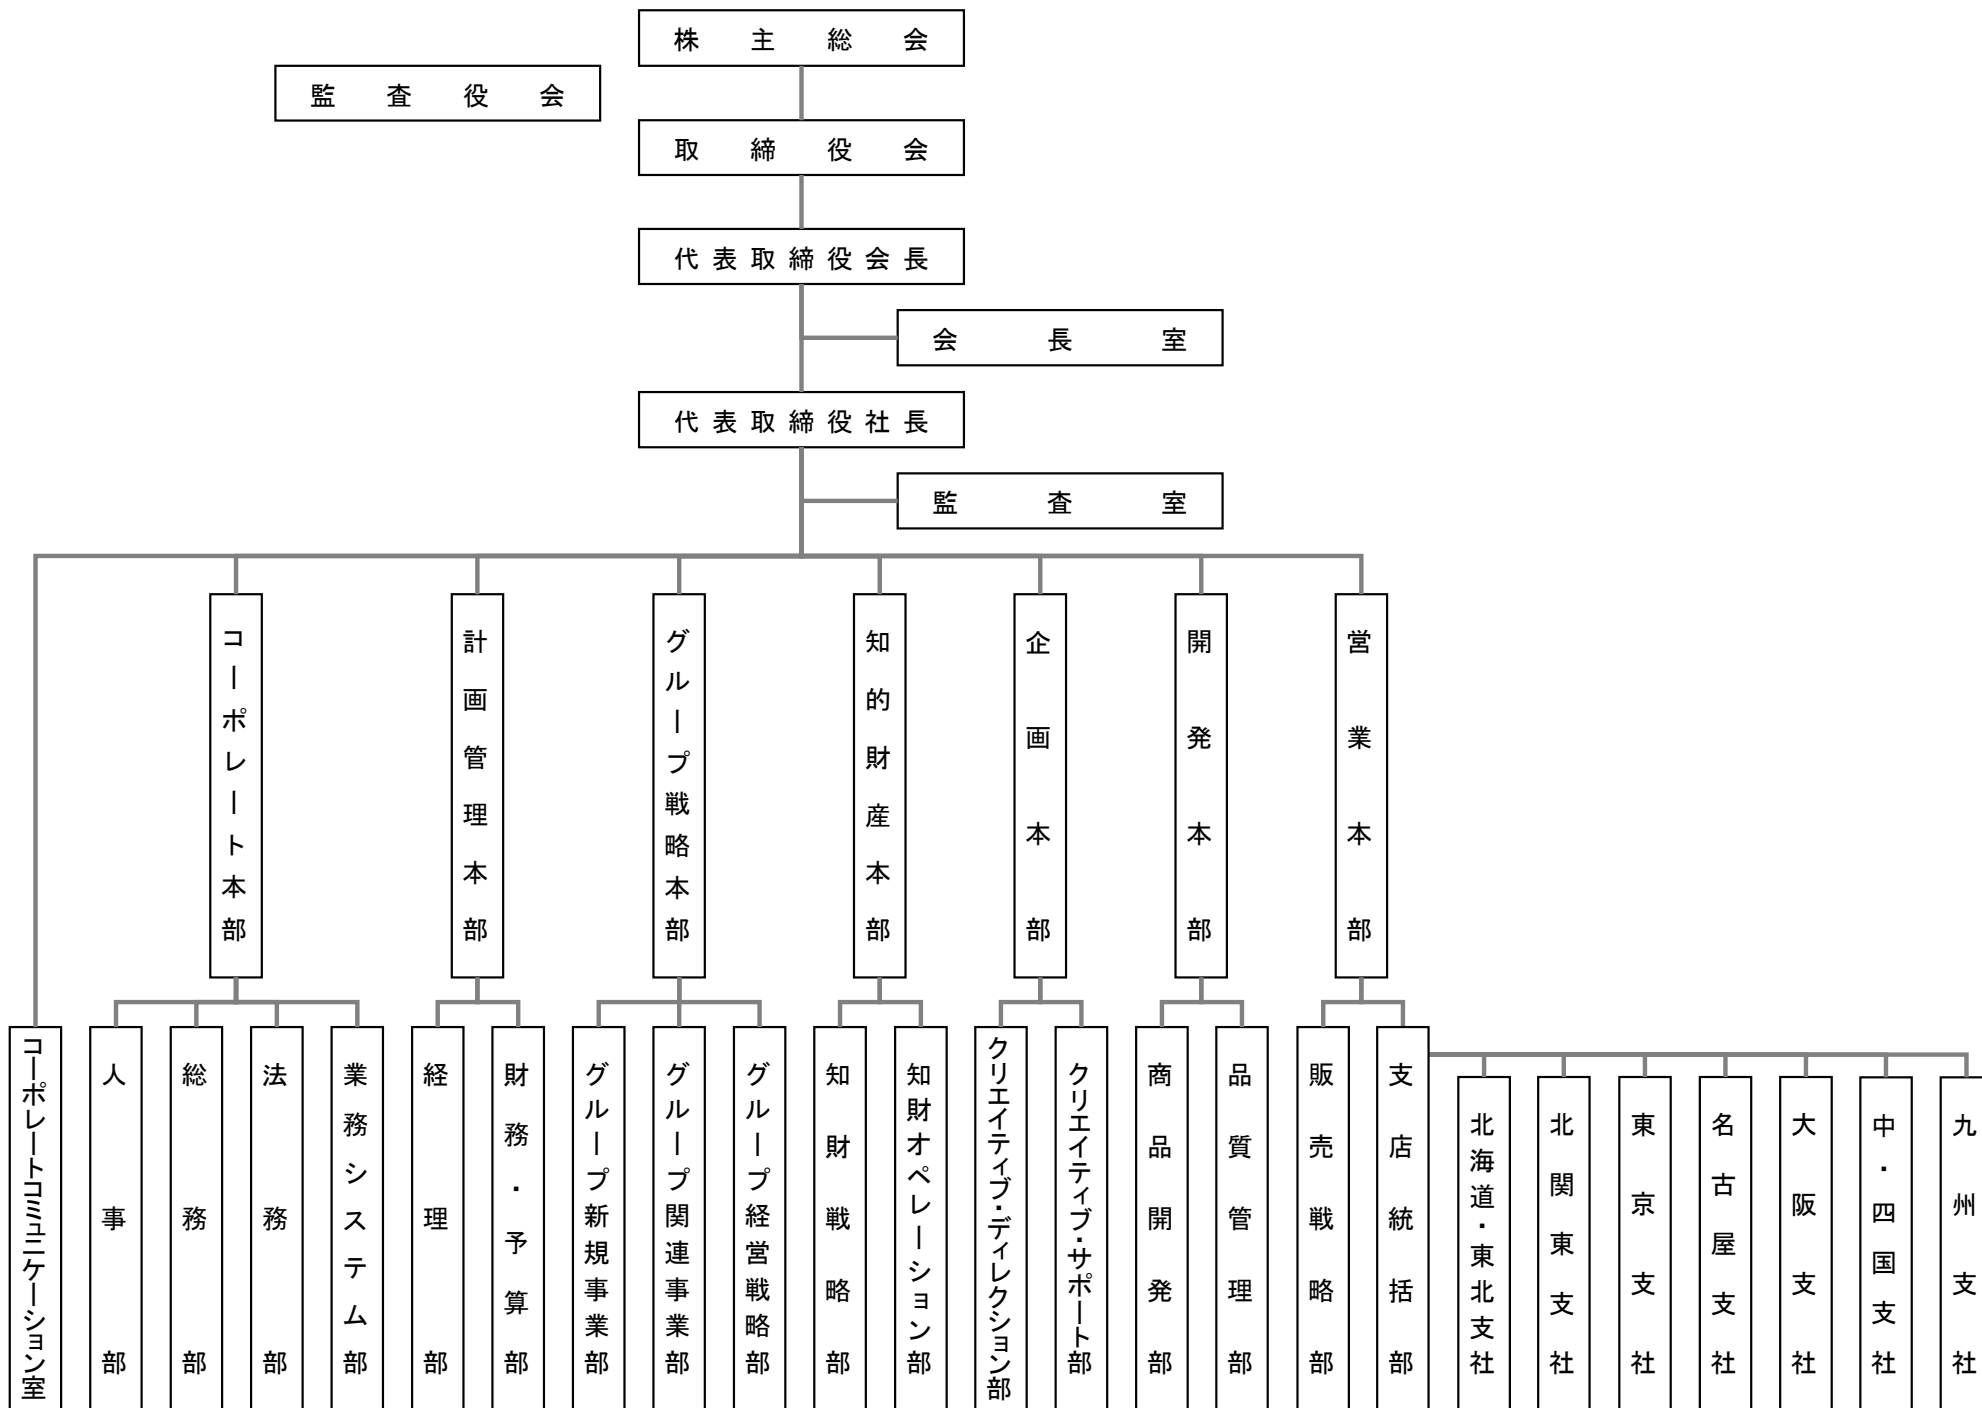 株主総会
監査役会
取締役会
代表取締役会長
会長室
代表取締役社長
監査室
コーポレート本部
計画管理本部
グループ戦略本部
知的財産本部
企画本部
開発本部
営業本部
コーポレートコミュニケーション室
人事部
総務部
法務部
業務システム部
経理部
財務・予算部
グループ新規事業部
グループ関連事業部
グループ経営戦略部
知財戦略部
知財オペレーション部
クリエイティブ・ディレクション部
クリエイティブ・サポート部
商品開発部
品質管理部
販売戦略部
支店統括部
北海道・東北支社
北関東支社
東京支社
名古屋支社
大阪支社
中・四国支社
九州支社